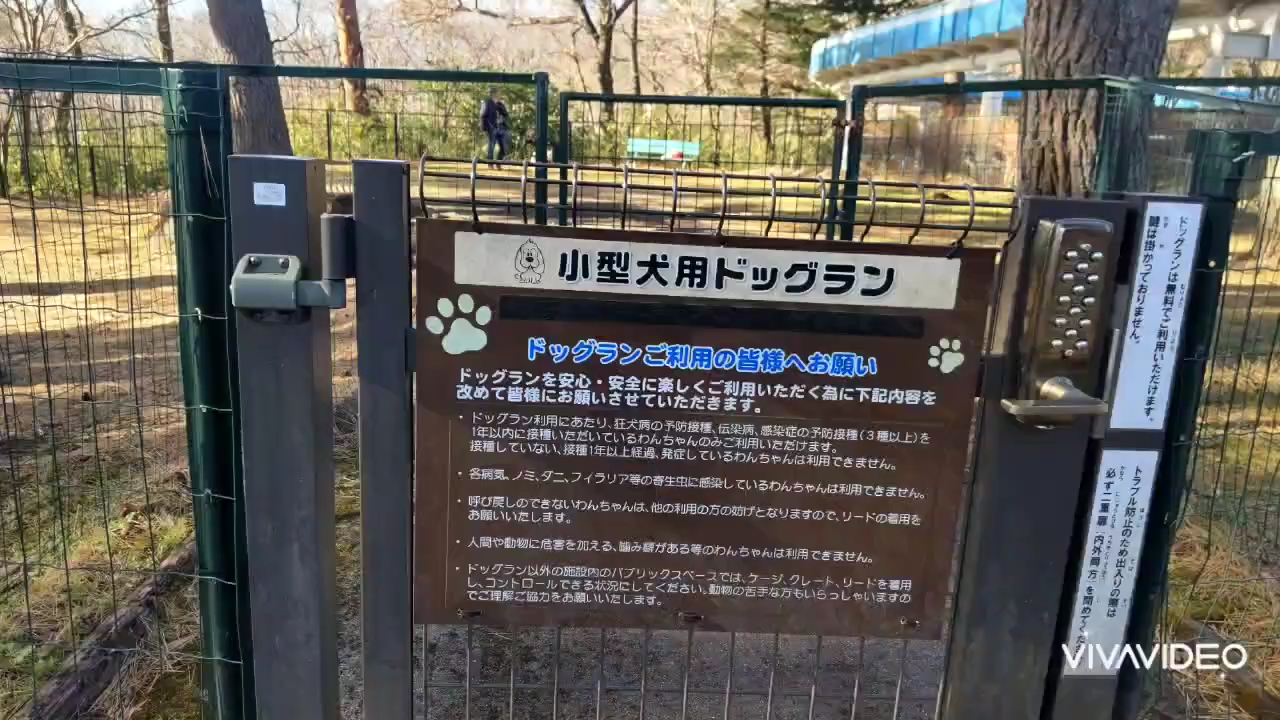 小型犬用ドッグラン
ドッグランご利用の皆様へお願い
ドッグランを安心・安全に楽しくご利用いただく為に下記内容を
改めて皆様にお願いさせていただきます。
・ドッグラン利用にあたり、狂犬病の予防接種、伝染病、感染症の予防接種(3種以上)を
1年以内に接種いただいているわんちゃんのみご利用いただけます。
接種していない、接種1年以上経過、発症しているわんちゃんは利用できません。
・各病気、ノミ、ダニ、フィラリア等の寄生虫に感染しているわんちゃんは利用できません。
・呼び戻しのできないわんちゃんは、他の利用の方の妨げとなりますので、リードの着用を
お願いいたします。
・人間や動物に危害を加える、噛み癖がある等のわんちゃんは利用できません。
・ドッグラン以外の施設内のパブリックスペースでは、ケージ、クレート、リードを着用
し、コントロールできる状況にしてください。動物の苦手な方もいらっしゃいますの
でご理解ご協力をお願いいたします。
ドッグランは無料でご利用いただけます。
鍵は掛かっておりません。
トラブル防止のため出入りの際は
必ず二重扉(内外両方)を閉めてくだ
VIVAVIDEO